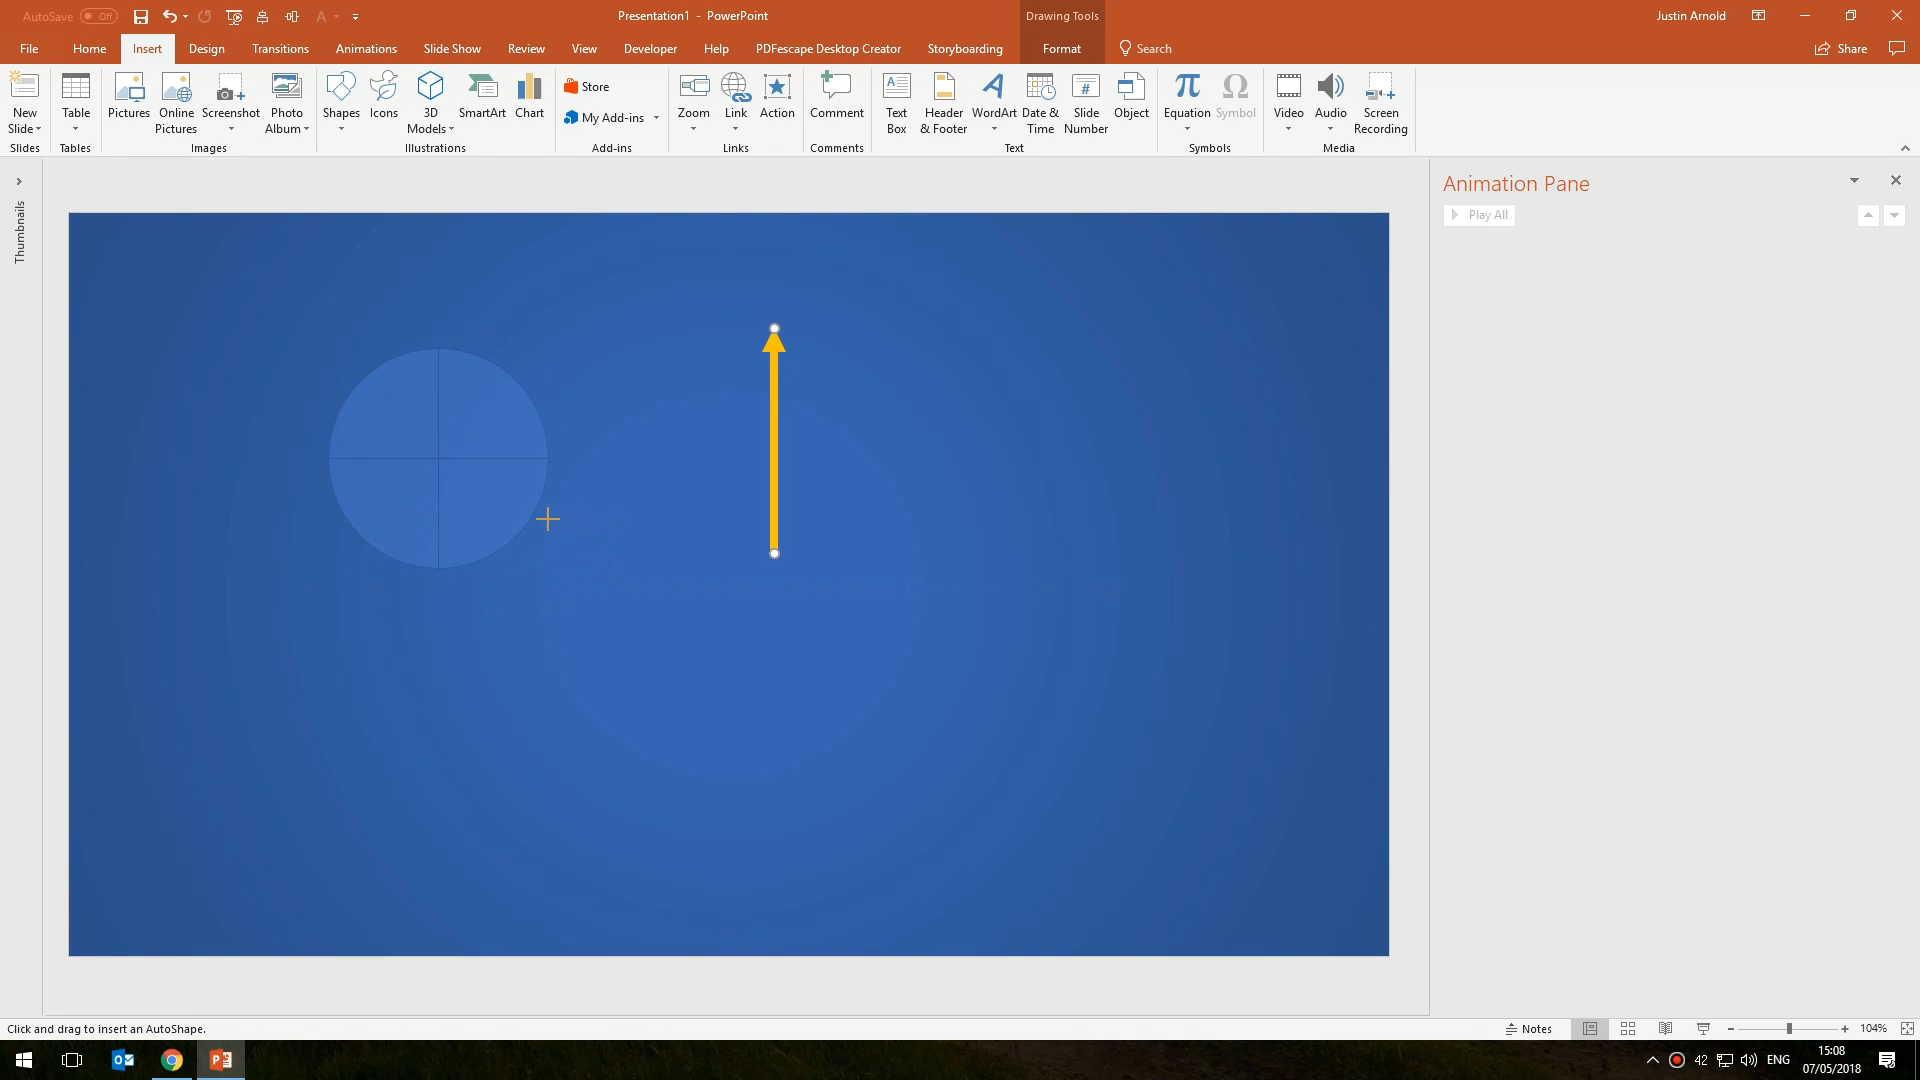 AutoSave Off
Presentation1 - PowerPoint
Drawing Tools
Justin Arnold
File Home Insert Design Transitions Animations Slide Show Review View Developer Help PDFescape Desktop Creator Storyboarding Format Search Share
New Slide
Table
Pictures
Online Pictures
Screenshot
Photo Album
Shapes
Icons
3D Models
SmartArt
Chart
Store
My Add-ins
Zoom
Link
Action
Comment
Text Box
Header & Footer
WordArt
Date & Time
Slide Number
Object
Equation
Symbol
Video
Audio
Screen Recording
Slides Tables Images Illustrations Add-ins Links Comments Text Symbols Media
Thumbnails
Animation Pane
Play All
Click and drag to insert an AutoShape.
Notes
104%
42
ENG
15:08
07/05/2018